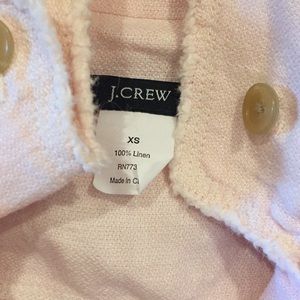 J.CREW
XS
100% Linen
RN773
Made in